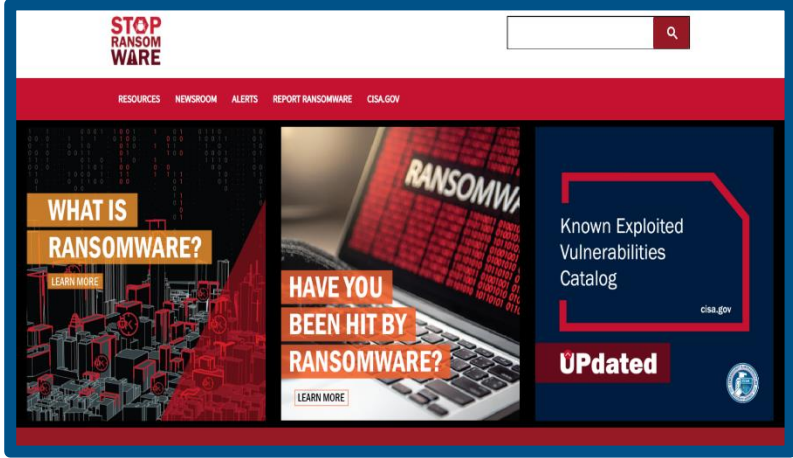 STOP
RANSOM
WARE
RESOURCES NEWSROOM ALERTS REPORT RANSOMWARE CISA.GOV
WHAT IS
RANSOMWARE?
LEARN MORE
RANSOMWA
HAVE YOU
BEEN HIT BY
RANSOMWARE?
LEARN MORE
Known Exploited
Vulnerabilities
Catalog
cisa.gov
UPdated